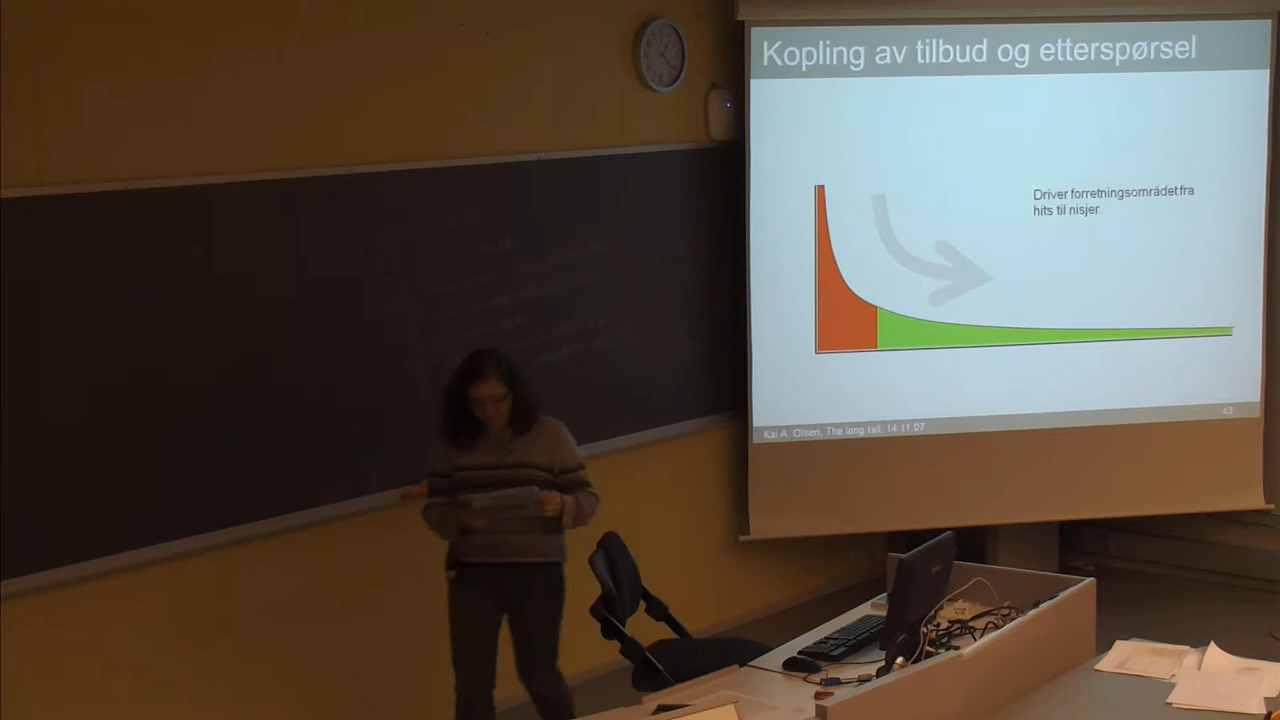 Kopling av tilbud og etterspørsel
Driver forretningsområdet fra
hits til nisjer
43
Kai A. Olsen, The long tail, 14.11.07